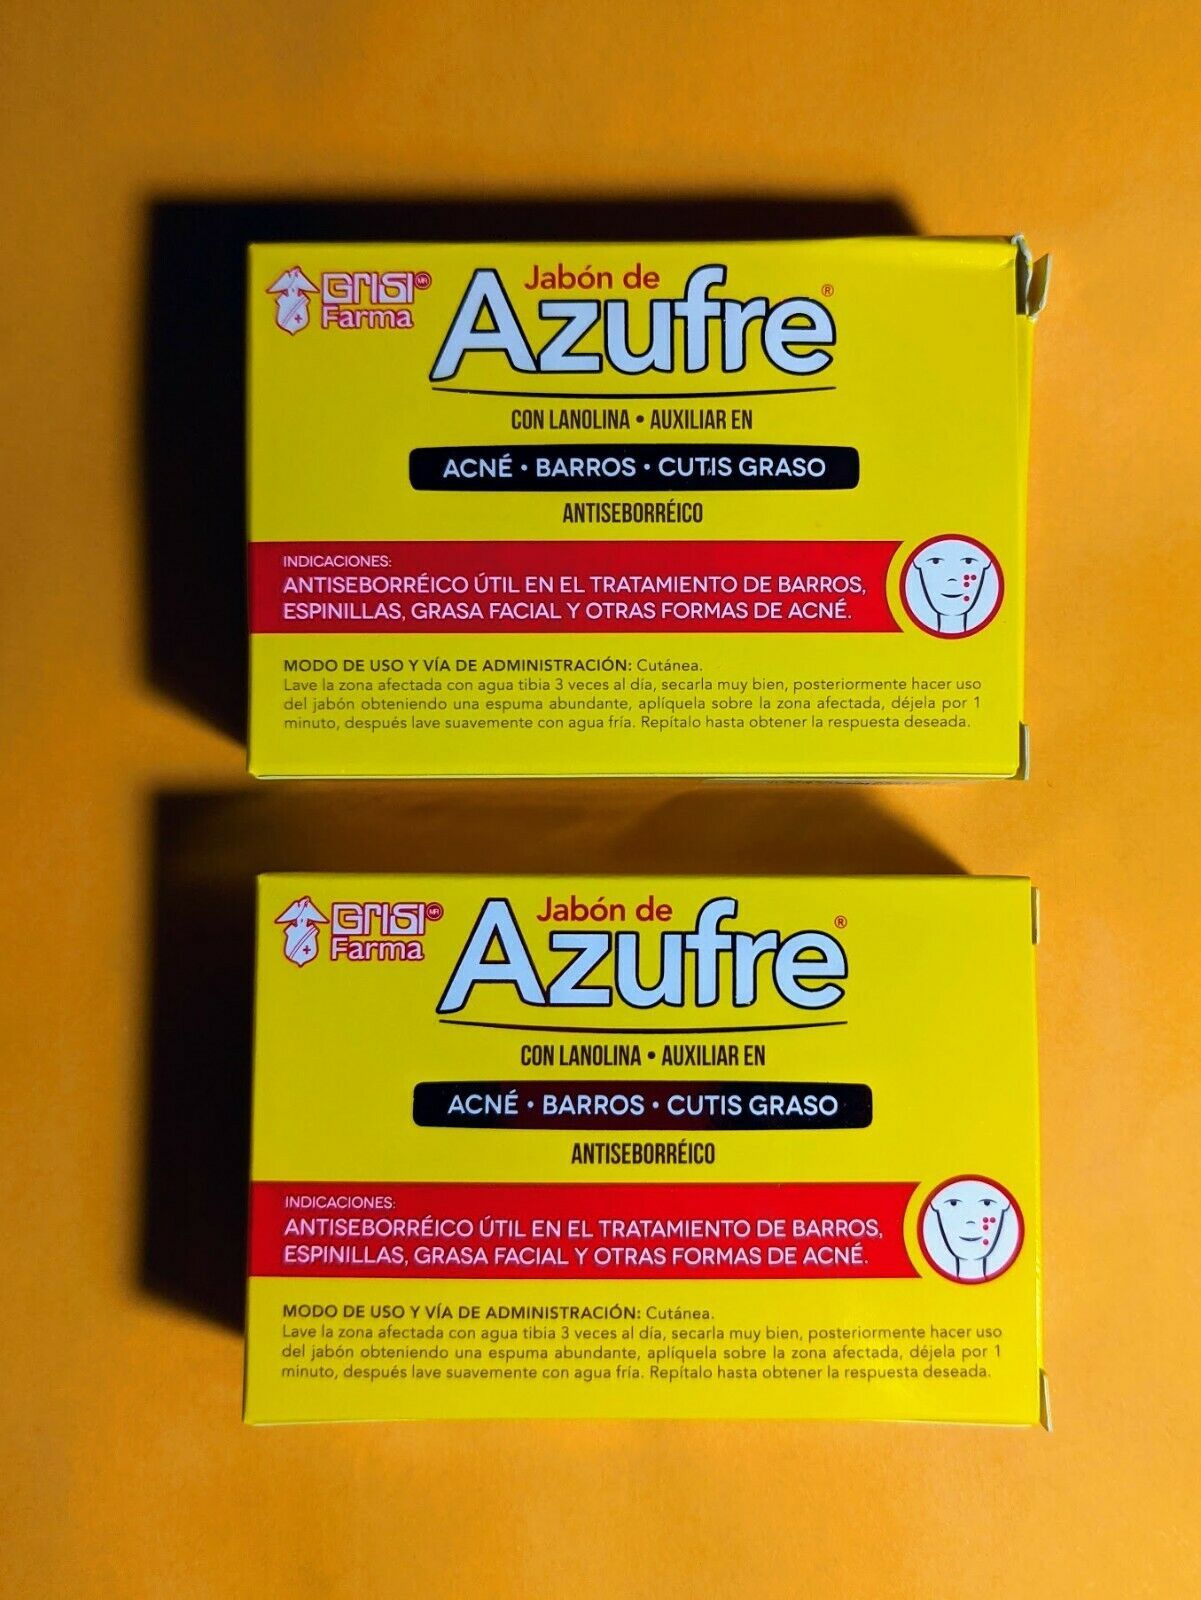 GRISI MR
Farma
Jabón de
Azufre®
CON LANOLINA • AUXILIAR EN
ACNÉ • BARROS • CUTIS GRASO
ANTISEBORRÉICO
INDICACIONES:
ANTISEBORRÉICO ÚTIL EN EL TRATAMIENTO DE BARROS,
ESPINILLAS, GRASA FACIAL Y OTRAS FORMAS DE ACNÉ.
MODO DE USO Y VÍA DE ADMINISTRACIÓN: Cutánea.
Lave la zona afectada con agua tibia 3 veces al día, secarla muy bien, posteriormente hacer uso
del jabón obteniendo una espuma abundante, aplíquela sobre la zona afectada, déjela por 1
minuto, después lave suavemente con agua fría. Repítalo hasta obtener la respuesta deseada.
GRISI MR
Farma
Jabón de
Azufre®
CON LANOLINA • AUXILIAR EN
ACNÉ • BARROS • CUTIS GRASO
ANTISEBORRÉICO
INDICACIONES:
ANTISEBORRÉICO ÚTIL EN EL TRATAMIENTO DE BARROS,
ESPINILLAS, GRASA FACIAL Y OTRAS FORMAS DE ACNÉ.
MODO DE USO Y VÍA DE ADMINISTRACIÓN: Cutánea.
Lave la zona afectada con agua tibia 3 veces al día, secarla muy bien, posteriormente hacer uso
del jabón obteniendo una espuma abundante, aplíquela sobre la zona afectada, déjela por 1
minuto, después lave suavemente con agua fría. Repítalo hasta obtener la respuesta deseada.